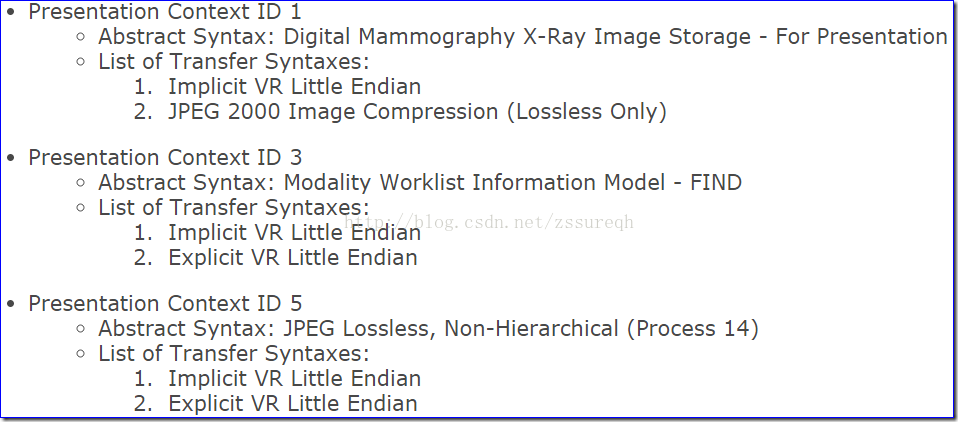 Presentation Context ID 1
Abstract Syntax: Digital Mammography X-Ray Image Storage - For Presentation
List of Transfer Syntaxes:
1. Implicit VR Little Endian
2. JPEG 2000 Image Compression (Lossless Only)
Presentation Context ID 3
Abstract Syntax: Modality Worklist Information Model - FIND
List of Transfer Syntaxes:
http://blog.csdn.net/zssureqh
1. Implicit VR Little Endian
2. Explicit VR Little Endian
Presentation Context ID 5
Abstract Syntax: JPEG Lossless, Non-Hierarchical (Process 14)
List of Transfer Syntaxes:
1. Implicit VR Little Endian
2. Explicit VR Little Endian